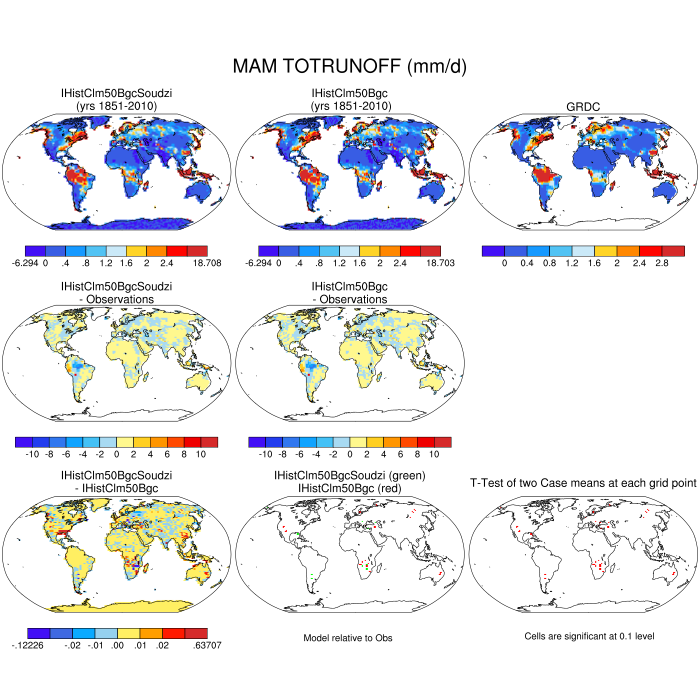 MAM TOTRUNOFF (mm/d)
IHistClm50BgcSoudzi
(yrs 1851-2010)
IHistClm50Bgc
(yrs 1851-2010)
GRDC
-6.294 0 .4 .8 1.2 1.6 2 2.4 18.708
-6.294 0 .4 .8 1.2 1.6 2 2.4 18.703
0 0.4 0.8 1.2 1.6 2 2.4 2.8
IHistClm50BgcSoudzi
- Observations
IHistClm50Bgc
- Observations
-10 -8 -6 -4 -2 0 2 4 6 8 10
-10 -8 -6 -4 -2 0 2 4 6 8 10
IHistClm50BgcSoudzi
- IHistClm50Bgc
IHistClm50BgcSoudzi (green)
IHistClm50Bgc (red)
T-Test of two Case means at each grid point
-.12226 -.02 -.01 .00 .01 .02 .63707
Model relative to Obs
Cells are significant at 0.1 level